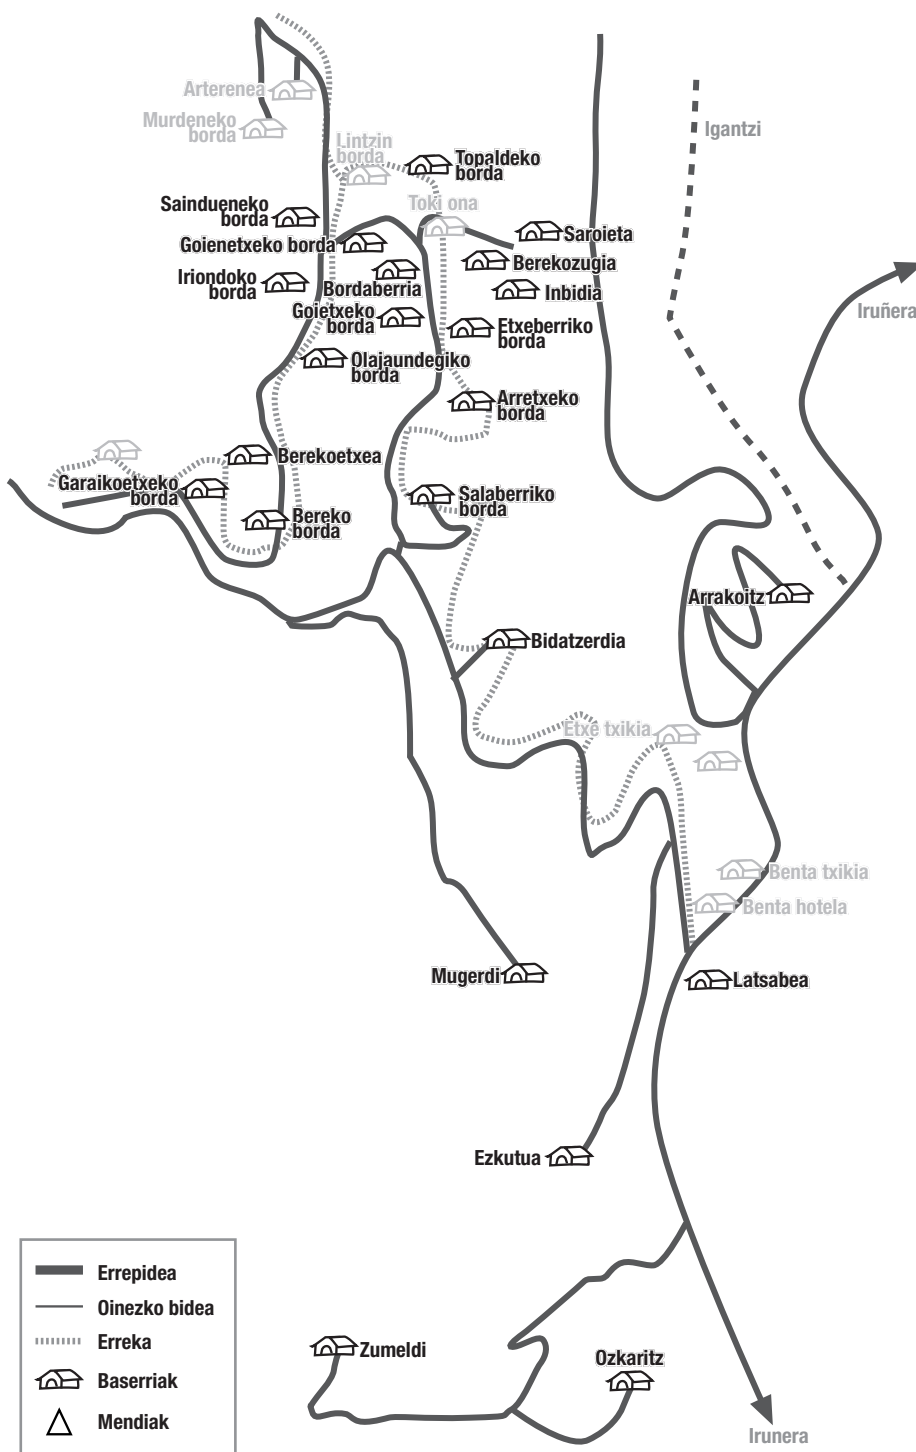 Arterenea
Murdeneko
borda
Igantzi
Lintzin
borda
Topaldeko
borda
Saindueneko
borda
Toki ona
Goienetxeko borda
Saroieta
Berekozugia
Iriondoko
borda
Bordaberria
Inbidia
Iruñera
Goietxeko
borda
Etxeberriko
borda
Olajaundegiko
borda
Arretxeko
borda
Berekoetxea
Garaikoetxeko
borda
Salaberriko
borda
Bereko
borda
Arrakoitz
Bidatzerdia
Etxe txikia
Benta txikia
Benta hotela
Mugerdi
Latsabea
Ezkutua
Errepidea
Oinezko bidea
Erreka
Baserriak
Mendiak
Zumeldi
Ozkaritz
Irunera